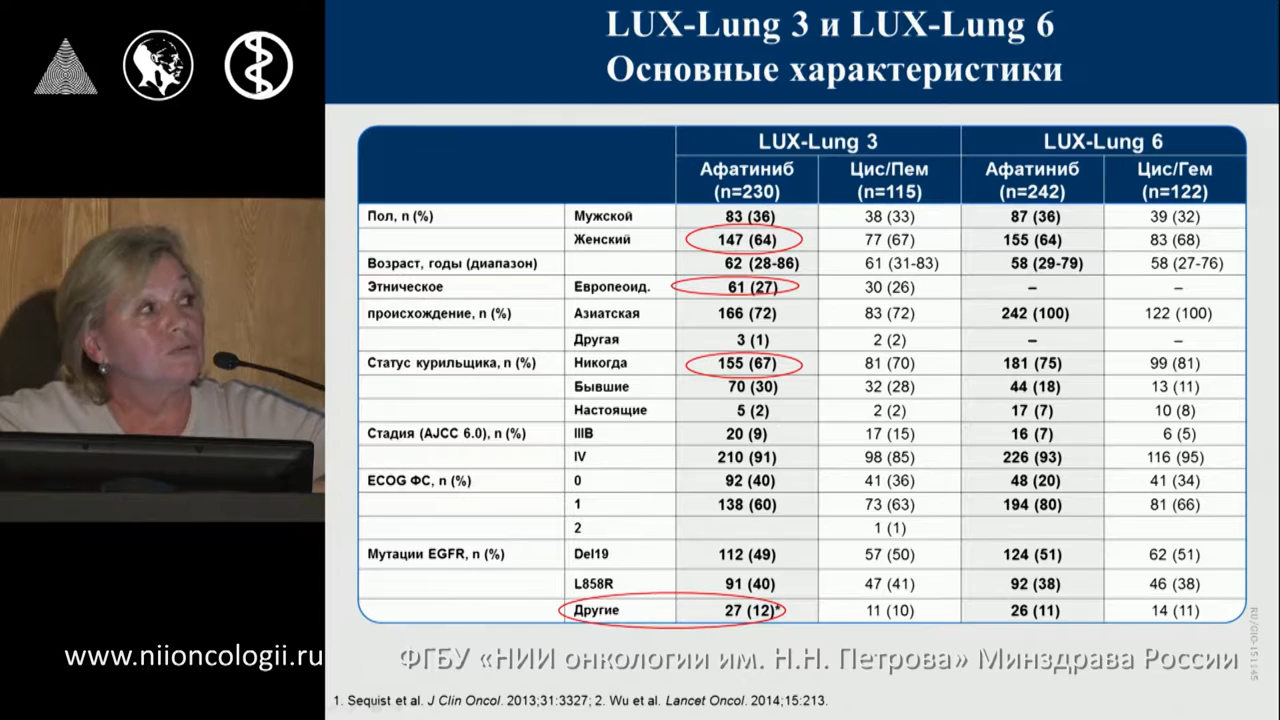 LUX-Lung 3 и LUX-Lung 6
Основные характеристики
LUX-Lung 3 LUX-Lung 6
Афатиниб (n=230) Цис/Пем (n=115) Афатиниб (n=242) Цис/Гем (n=122)
Пол, n (%) Мужской 83 (36) 38 (33) 87 (36) 39 (32)
Женский 147 (64) 77 (67) 155 (64) 83 (68)
Возраст, годы (диапазон) 62 (28-86) 61 (31-83) 58 (29-79) 58 (27-76)
Этническое Европеоид. 61 (27) 30 (26) – –
происхождение, n (%) Азиатская 166 (72) 83 (72) 242 (100) 122 (100)
Другая 3 (1) 2 (2) – –
Статус курильщика, n (%) Никогда 155 (67) 81 (70) 181 (75) 99 (81)
Бывшие 70 (30) 32 (28) 44 (18) 13 (11)
Настоящие 5 (2) 2 (2) 17 (7) 10 (8)
Стадия (AJCC 6.0), n (%) IIIB 20 (9) 17 (15) 16 (7) 6 (5)
IV 210 (91) 98 (85) 226 (93) 116 (95)
ECOG ФС, n (%) 0 92 (40) 41 (36) 48 (20) 41 (34)
1 138 (60) 73 (63) 194 (80) 81 (66)
2 1 (1)
Мутации EGFR, n (%) Del19 112 (49) 57 (50) 124 (51) 62 (51)
L858R 91 (40) 47 (41) 92 (38) 46 (38)
Другие 27 (12)* 11 (10) 26 (11) 14 (11)
www.niioncologii.ru
ФГБУ «НИИ онкологии им. Н.Н. Петрова» Минздрава России
1. Sequist et al. J Clin Oncol. 2013;31:3327; 2. Wu et al. Lancet Oncol. 2014;15:213.